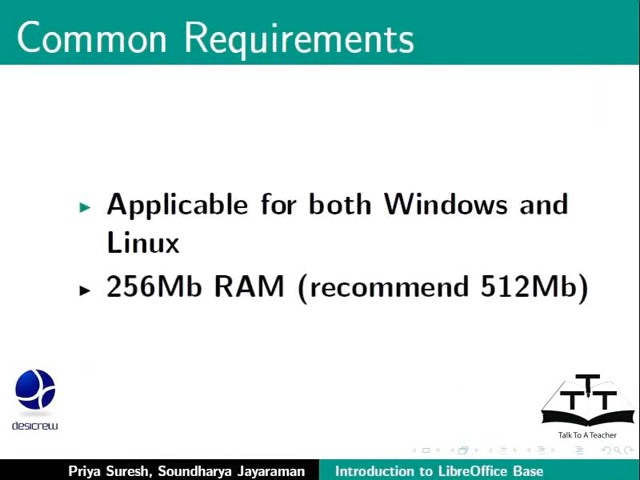 Common Requirements
Applicable for both Windows and
Linux
256Mb RAM (recommend 512Mb)
desicrew
T
T T
Talk To A Teacher
Priya Suresh, Soundharya Jayaraman Introduction to LibreOffice Base